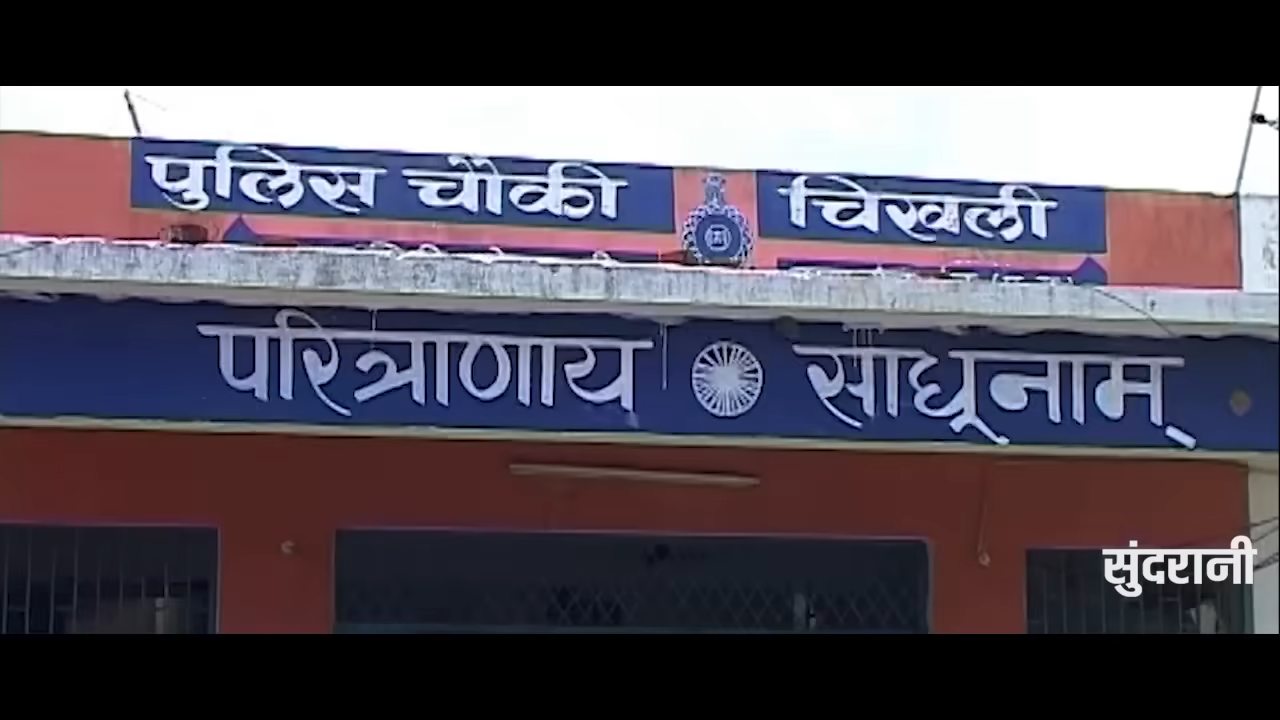 पुलिस चौकी चिखली
परित्राणाय साधूनाम्
सुंदरानी